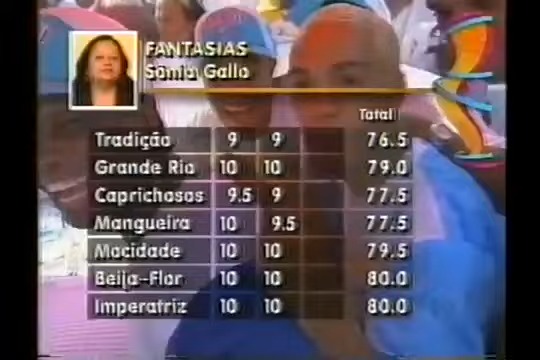 FANTASIAS
Sônia Gallo
Total
Tradição 9 9 76.5
Grande Rio 10 10 79.0
Caprichosos 9.5 9 77.5
Mangueira 10 9.5 77.5
Mocidade 10 10 79.5
Beija-Flor 10 10 80.0
Imperatriz 10 10 80.0